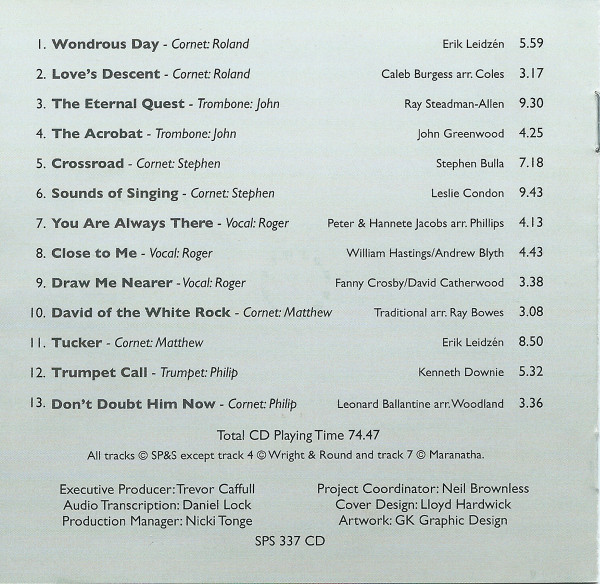 1. Wondrous Day - Cornet: Roland Erik Leidzén 5.59
2. Love's Descent - Cornet: Roland Caleb Burgess arr. Coles 3.17
3. The Eternal Quest - Trombone: John Ray Steadman-Allen 9.30
4. The Acrobat - Trombone: John John Greenwood 4.25
5. Crossroad - Cornet: Stephen Stephen Bulla 7.18
6. Sounds of Singing - Cornet: Stephen Leslie Condon 9.43
7. You Are Always There - Vocal: Roger Peter & Hannete Jacobs arr. Phillips 4.13
8. Close to Me - Vocal: Roger William Hastings/Andrew Blyth 4.43
9. Draw Me Nearer -Vocal: Roger Fanny Crosby/David Catherwood 3.38
10. David of the White Rock - Cornet: Matthew Traditional arr. Ray Bowes 3.08
11. Tucker - Cornet: Matthew Erik Leidzén 8.50
12. Trumpet Call - Trumpet: Philip Kenneth Downie 5.32
13. Don't Doubt Him Now - Cornet: Philip Leonard Ballantine arr. Woodland 3.36
Total CD Playing Time 74.47
All tracks © SP&S except track 4 © Wright & Round and track 7 © Maranatha.
Executive Producer: Trevor Caffull Project Coordinator: Neil Brownless
Audio Transcription: Daniel Lock Cover Design: Lloyd Hardwick
Production Manager: Nicki Tonge Artwork: GK Graphic Design
SPS 337 CD